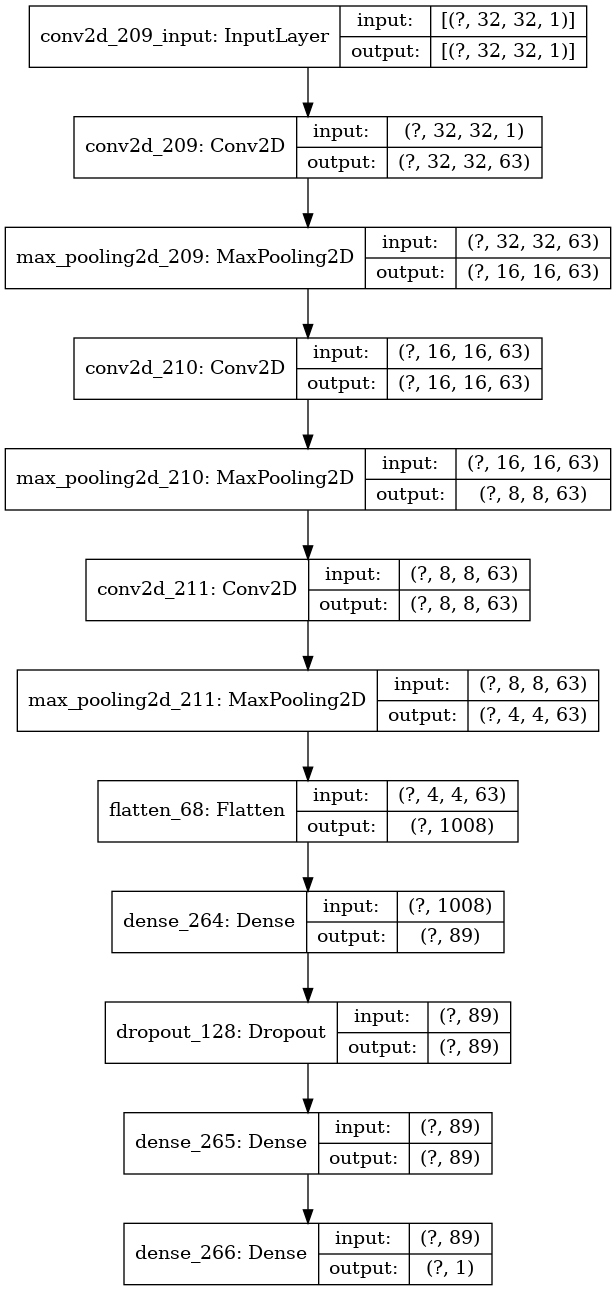 conv2d_209_input: InputLayer
input:
[(?, 32, 32, 1)]
output:
[(?, 32, 32, 1)]
conv2d_209: Conv2D
input:
(?, 32, 32, 1)
output:
(?, 32, 32, 63)
max_pooling2d_209: MaxPooling2D
input:
(?, 32, 32, 63)
output:
(?, 16, 16, 63)
conv2d_210: Conv2D
input:
(?, 16, 16, 63)
output:
(?, 16, 16, 63)
max_pooling2d_210: MaxPooling2D
input:
(?, 16, 16, 63)
output:
(?, 8, 8, 63)
conv2d_211: Conv2D
input:
(?, 8, 8, 63)
output:
(?, 8, 8, 63)
max_pooling2d_211: MaxPooling2D
input:
(?, 8, 8, 63)
output:
(?, 4, 4, 63)
flatten_68: Flatten
input:
(?, 4, 4, 63)
output:
(?, 1008)
dense_264: Dense
input:
(?, 1008)
output:
(?, 89)
dropout_128: Dropout
input:
(?, 89)
output:
(?, 89)
dense_265: Dense
input:
(?, 89)
output:
(?, 89)
dense_266: Dense
input:
(?, 89)
output:
(?, 1)